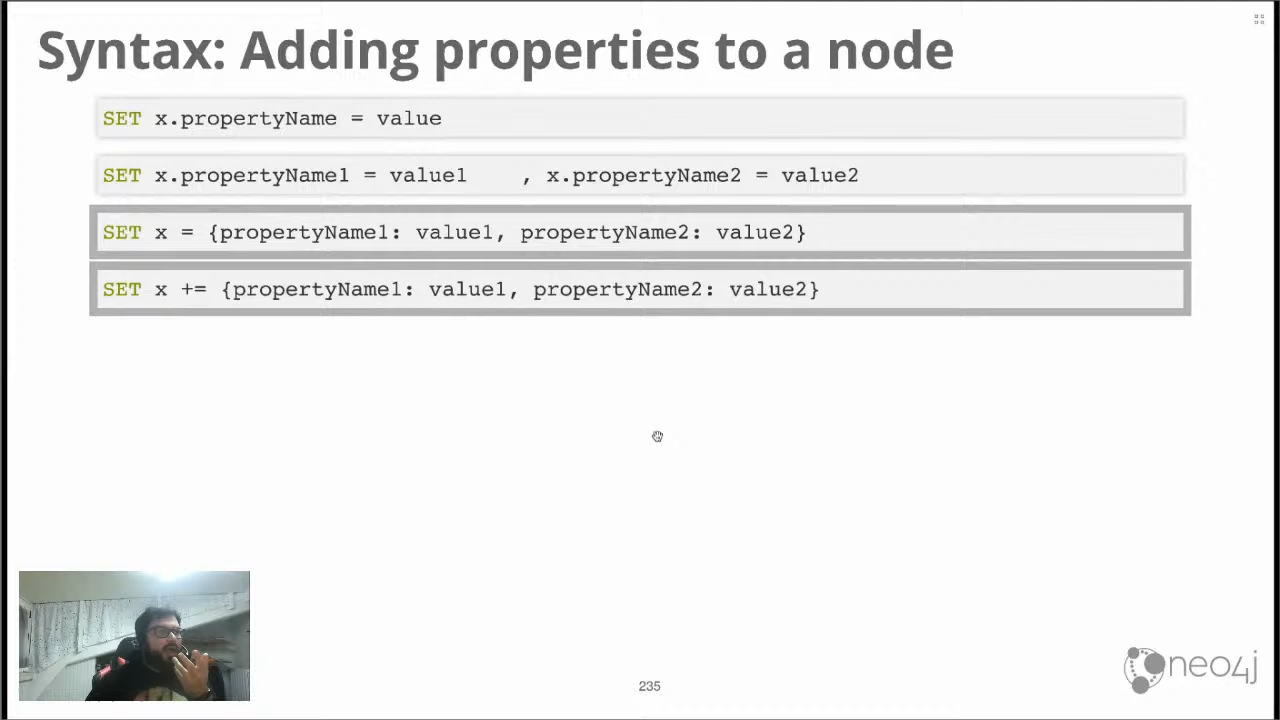 Syntax: Adding properties to a node
SET x.propertyName = value
SET x.propertyName1 = value1    , x.propertyName2 = value2
SET x = {propertyName1: value1, propertyName2: value2}
SET x += {propertyName1: value1, propertyName2: value2}
235
neo4j